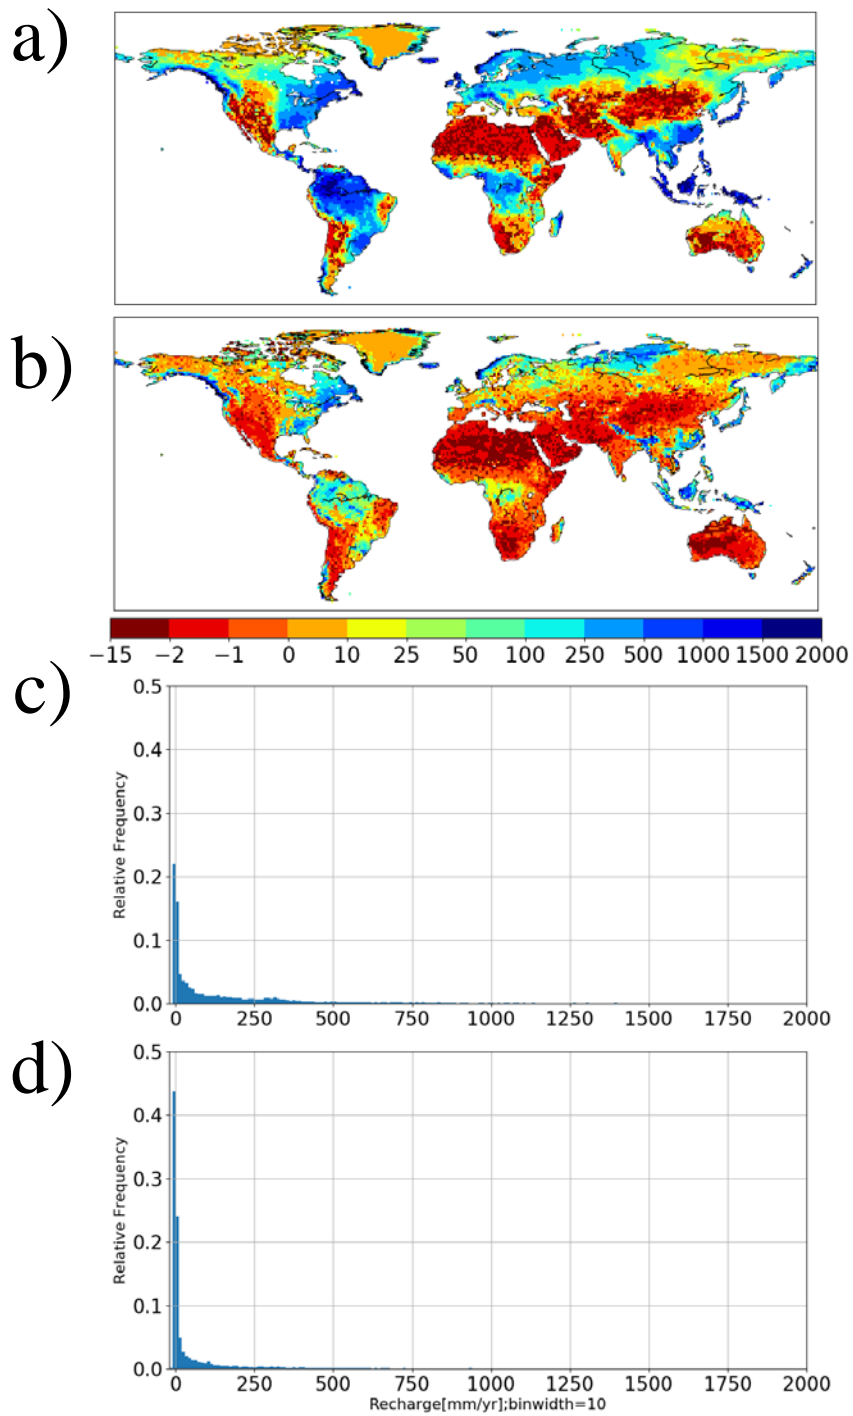 a)
b)
−15 −2 −1 0 10 25 50 100 250 500 1000 1500 2000
c)
0.5
0.4
0.3
0.2
0.1
0.0
Relative Frequency
0 250 500 750 1000 1250 1500 1750 2000
d)
0.5
0.4
0.3
0.2
0.1
0.0
Relative Frequency
0 250 500 750 1000 1250 1500 1750 2000
Recharge[mm/yr];binwidth=10